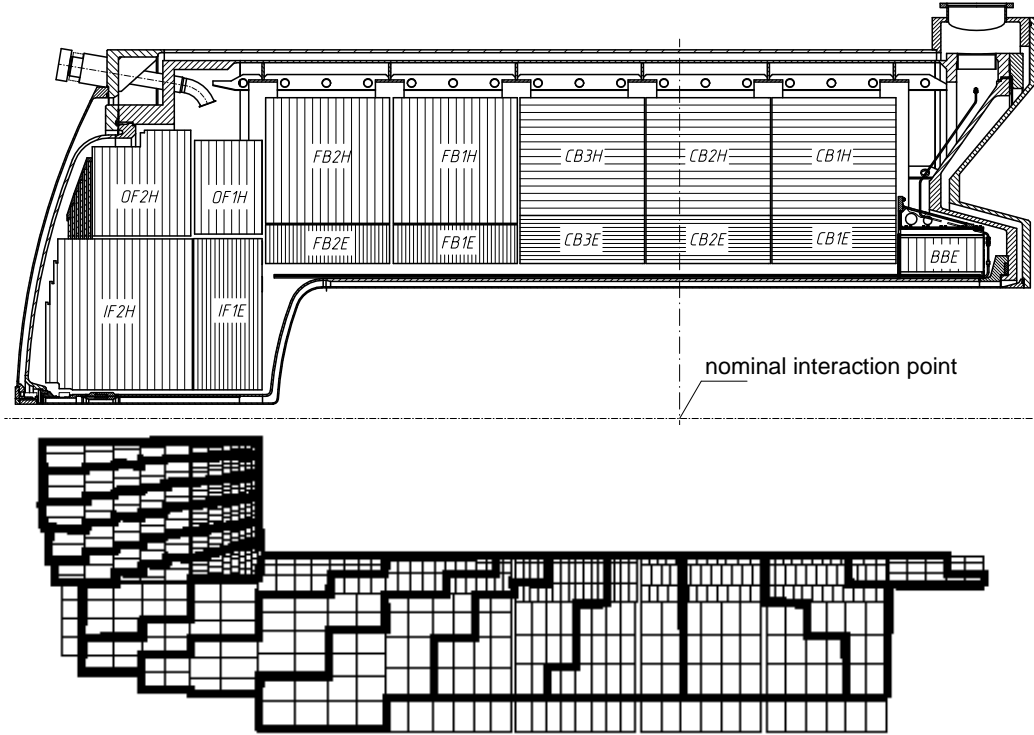 FB2H FB1H CB3H CB2H CB1H
OF2H OF1H
FB2E FB1E CB3E CB2E CB1E
BBE
IF2H IF1E
nominal interaction point